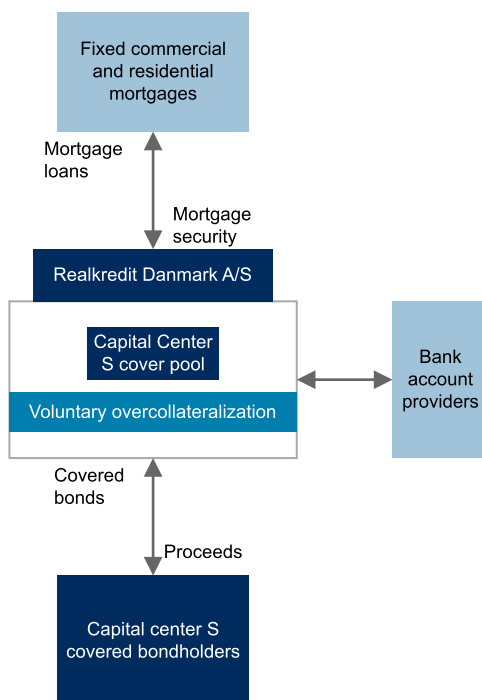 Fixed commercial
and residential
mortgages
Mortgage
loans
Mortgage
security
Realkredit Danmark A/S
Capital Center
S cover pool
Voluntary overcollateralization
Bank
account
providers
Covered
bonds
Proceeds
Capital center S
covered bondholders